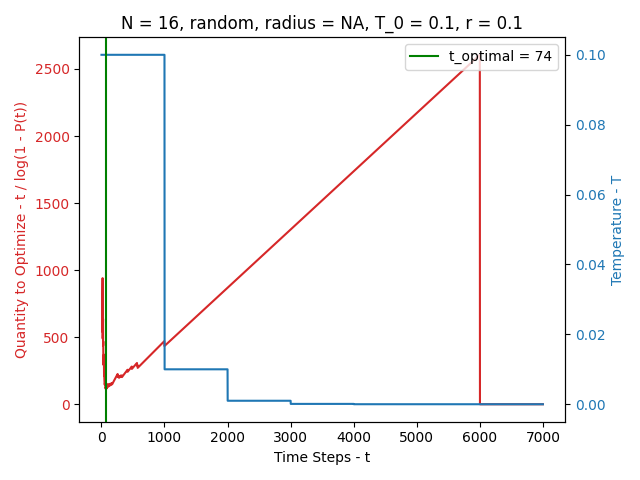 N = 16, random, radius = NA, T_0 = 0.1, r = 0.1
t_optimal = 74
Quantity to Optimize - t / log(1 - P(t))
2500
2000
1500
1000
500
0
0.10
0.08
0.06
0.04
0.02
0.00
Temperature - T
0 1000 2000 3000 4000 5000 6000 7000
Time Steps - t